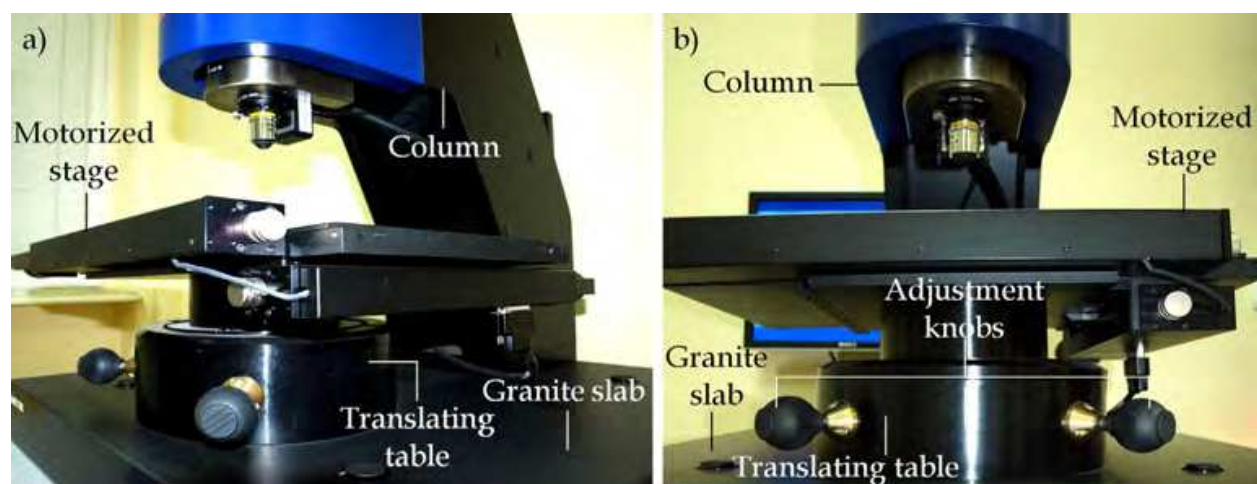 a)
Motorized
stage
Column
Granite slab
Translating
table
b)
Column
Motorized
stage
Adjustment
knobs
Granite
slab
Translating table